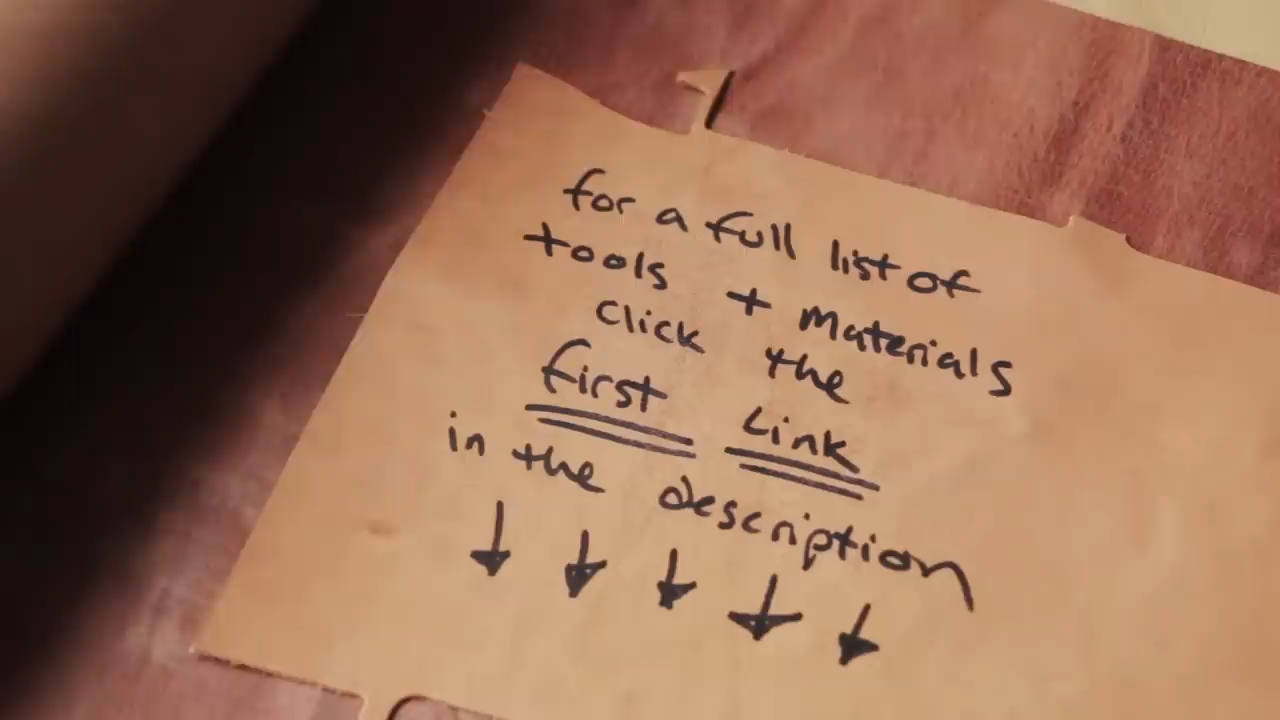 for a full list of
tools + Materials
click the
first Link
in the description